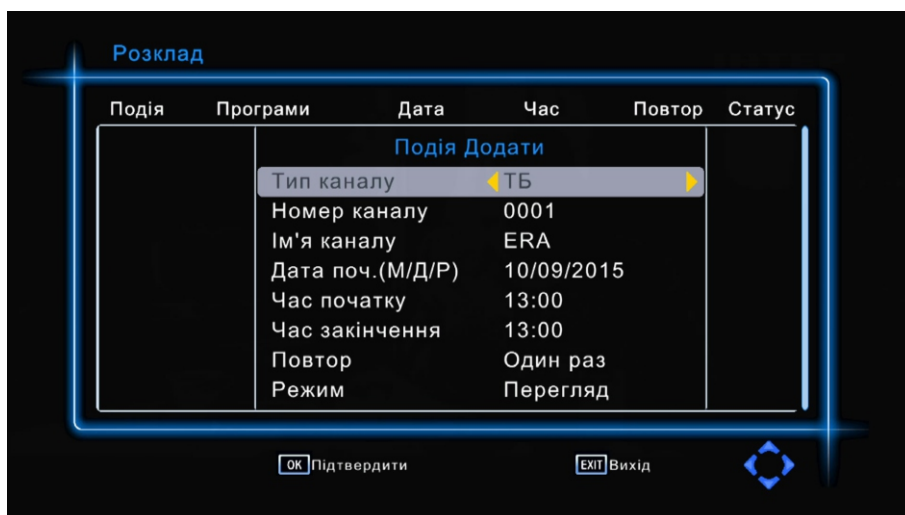 Розклад
Подія Програми Дата Час Повтор Статус
Подія Додати
Тип каналу ТБ
Номер каналу 0001
Ім'я каналу ERA
Дата поч.(М/Д/Р) 10/09/2015
Час початку 13:00
Час закінчення 13:00
Повтор Один раз
Режим Перегляд
OK Підтвердити EXIT Вихід